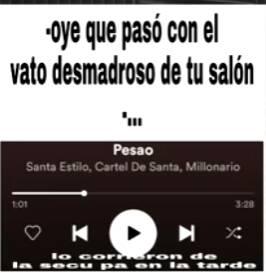 -oye que pasó con el
vato desmadroso de tu salón
'...
Pesao
Santa Estilo, Cartel De Santa, Millonario
1:01
3:28
lo corrieron de
la secu pa en la tarde